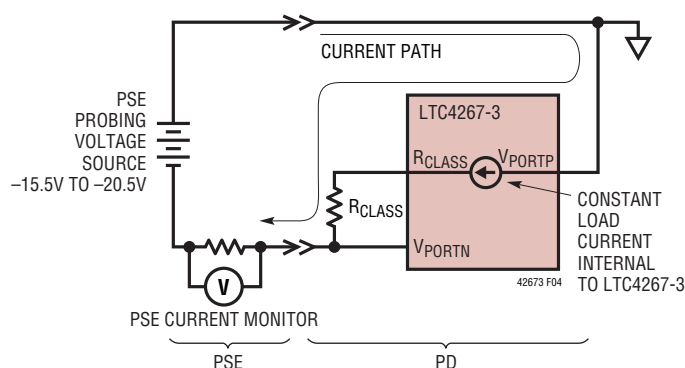 CURRENT PATH
PSE
PROBING
VOLTAGE
SOURCE
–15.5V TO –20.5V
LTC4267-3
RCLASS
VPORTP
RCLASS
CONSTANT
LOAD
CURRENT
INTERNAL
TO LTC4267-3
VPORTN
V
42673 F04
PSE CURRENT MONITOR
PSE
PD